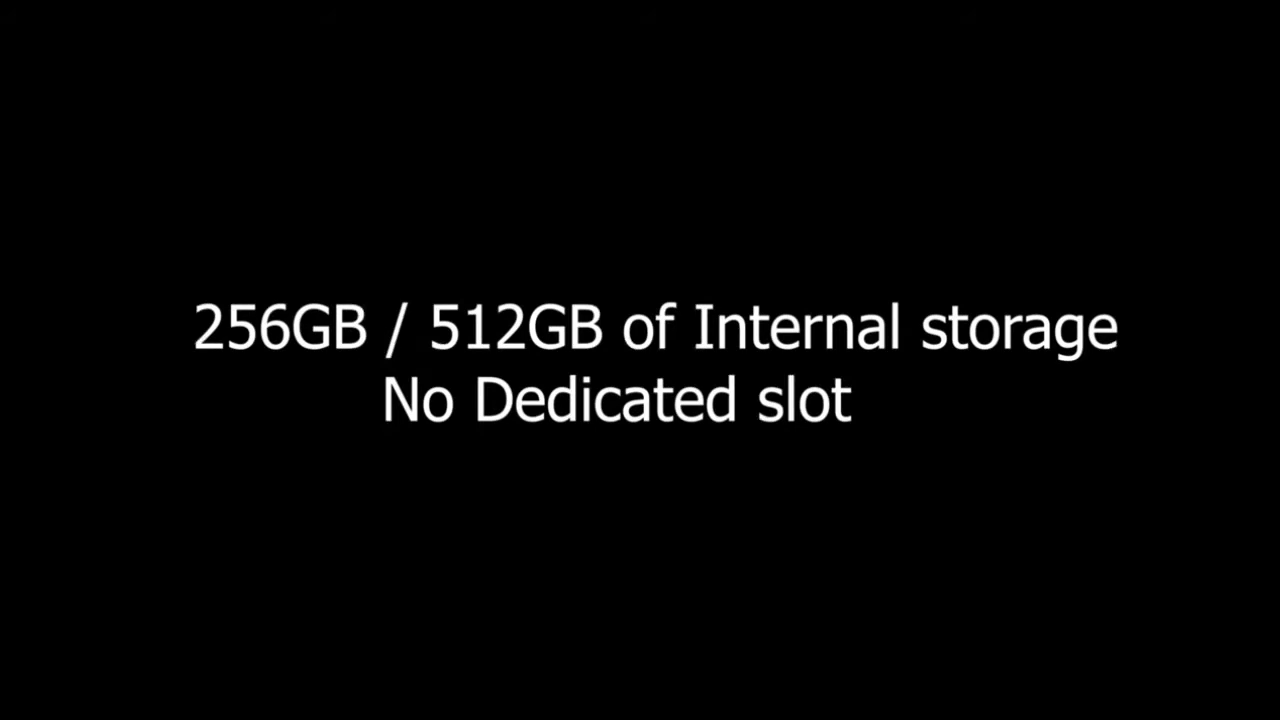 256GB / 512GB of Internal storage
No Dedicated slot